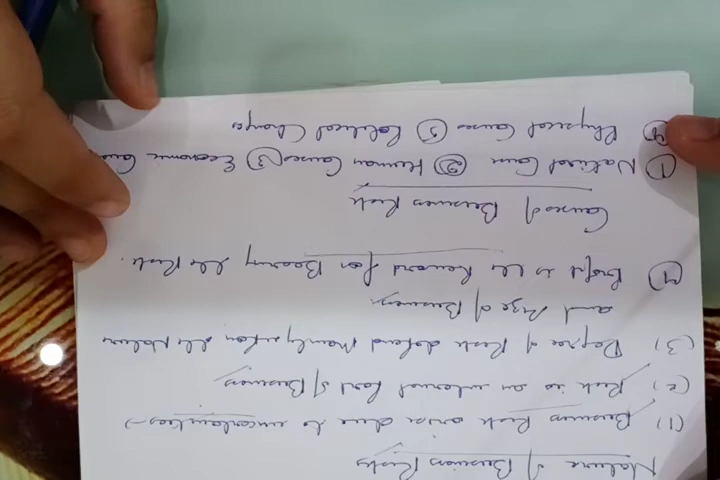 Nature of Business Risks
(1) Business Risk arise due to uncertainties →
(2) Risk is an internal part of Business
(3) Degree of Risk depend Mainly upon the Nature
and Size of Business
(4) Profit is the Reward for Bearing the Risk.
Causes of Business Risk
(1) Natural Cause (2) Human Causes (3) Economic Cause
(4) Physical Causes (5) Political Changes